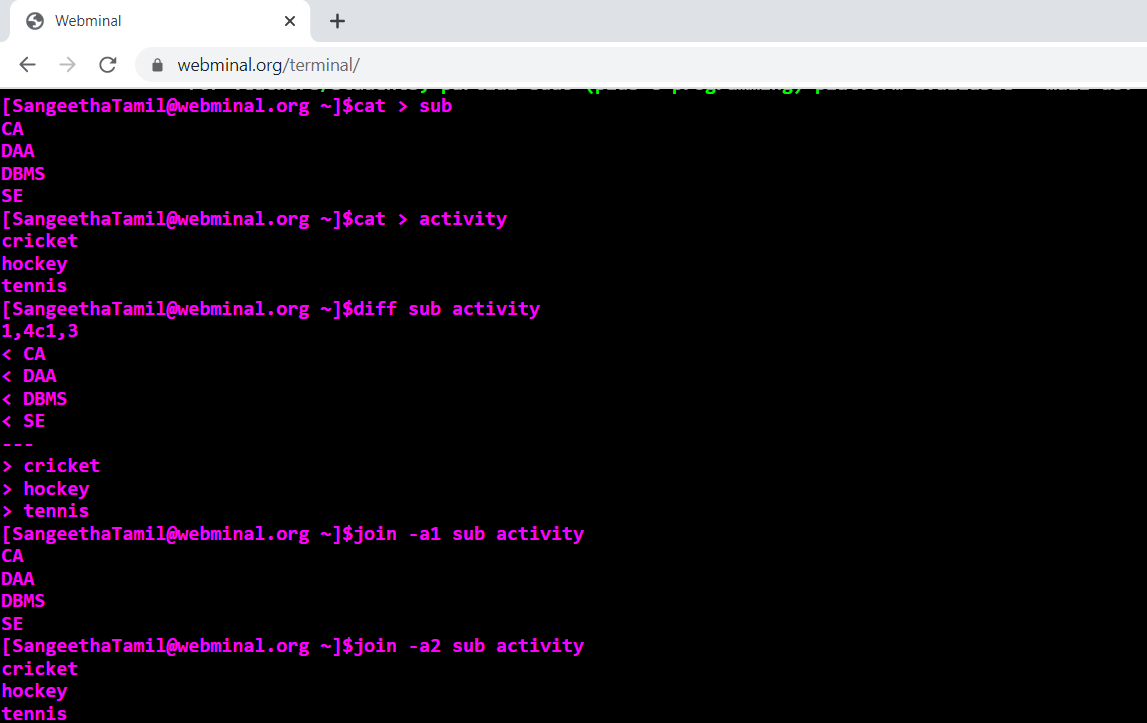 Webminal
webminal.org/terminal/
[SangeethaTamil@webminal.org ~]$cat > sub
CA
DAA
DBMS
SE
[SangeethaTamil@webminal.org ~]$cat > activity
cricket
hockey
tennis
[SangeethaTamil@webminal.org ~]$diff sub activity
1,4c1,3
< CA
< DAA
< DBMS
< SE
---
> cricket
> hockey
> tennis
[SangeethaTamil@webminal.org ~]$join -a1 sub activity
CA
DAA
DBMS
SE
[SangeethaTamil@webminal.org ~]$join -a2 sub activity
cricket
hockey
tennis